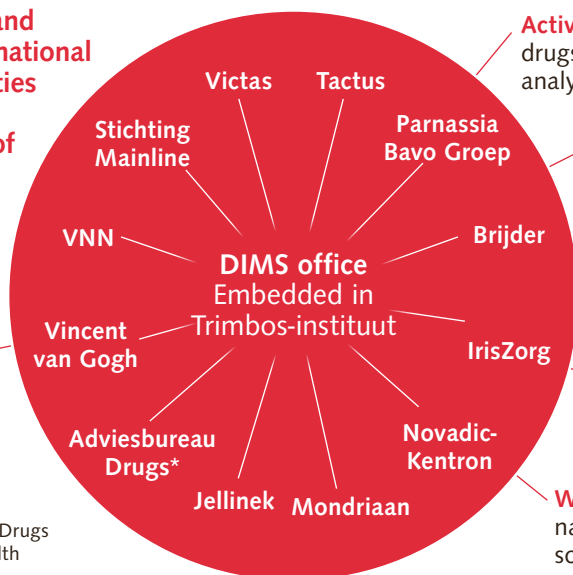 and
national
ties
of
Activ
drugs
analy
Victas
Tactus
Stichting
Mainline
Parnassia
Bavo Groep
VNN
Brijder
DIMS office
Embedded in
Trimbos-instituut
Vincent
van Gogh
IrisZorg
Adviesbureau
Drugs*
Novadic-
Kentron
Jellinek
Mondriaan
Drugs
lth
W
na
so